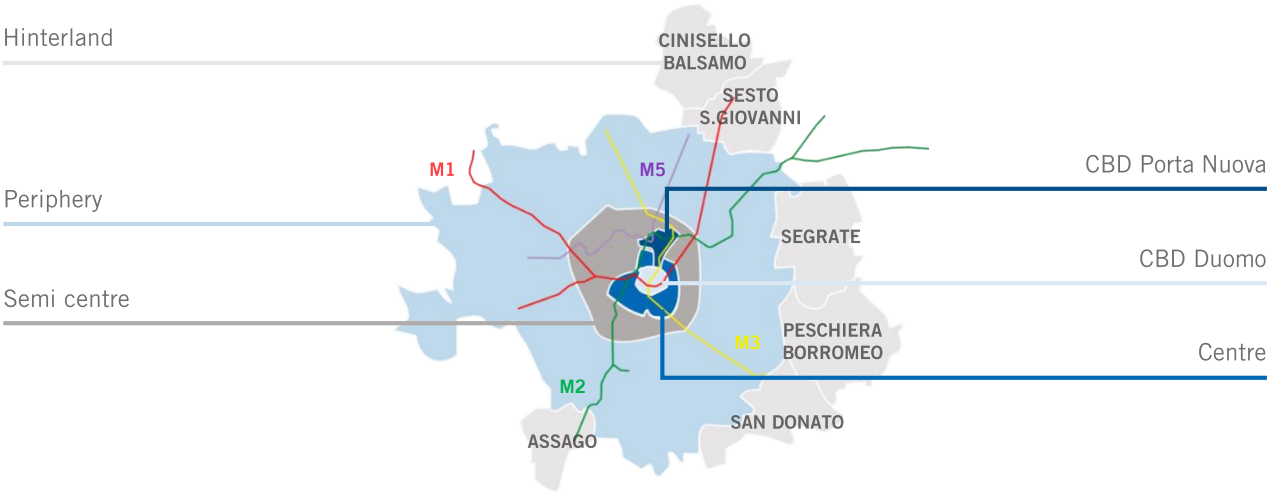 Hinterland
CINISELLO
BALSAMO
SESTO
S.GIOVANNI
M1
M5
CBD Porta Nova
Periphery
SEGRATE
CBD Duomo
Semi centre
PESCHIERA
BORROMEO
M3
Centre
M2
SAN DONATO
ASSAGO